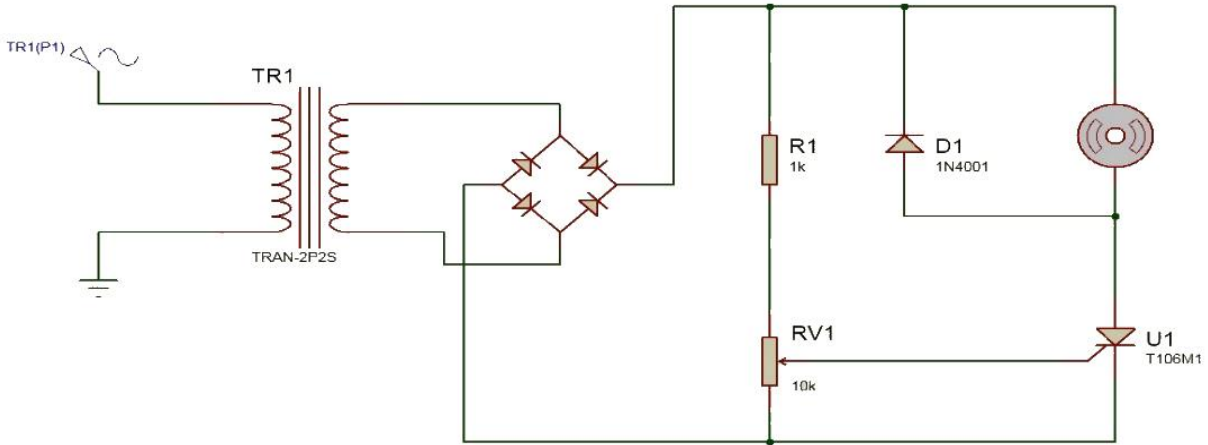 TR1(P1)
TR1
TRAN-2P2S
R1
1k
D1
1N4001
RV1
10k
U1
T106M1